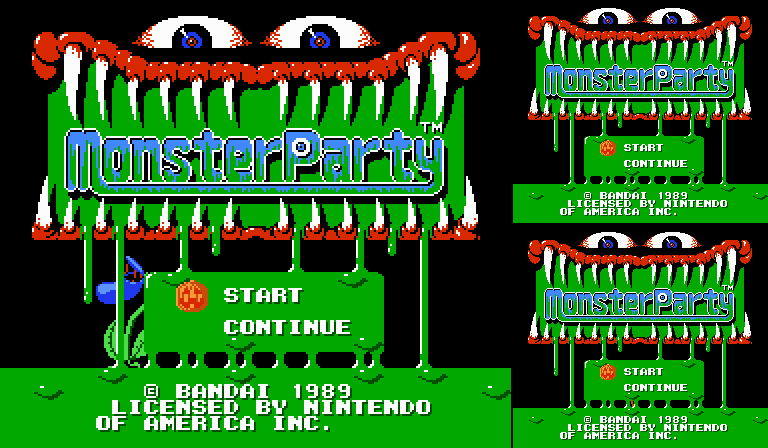 MonsterParty™
START
CONTINUE
© BANDAI 1989
LICENSED BY NINTENDO
OF AMERICA INC.
MonsterParty™
START
CONTINUE
© BANDAI 1989
LICENSED BY NINTENDO
OF AMERICA INC.
MonsterParty™
START
CONTINUE
© BANDAI 1989
LICENSED BY NINTENDO
OF AMERICA INC.